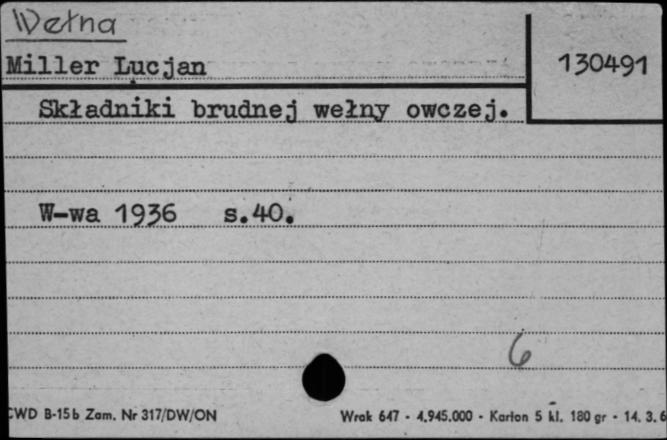 Wełna
Miller Lucjan
130491
Składniki brudnej wełny owczej.
W-wa 1936 s.40.
6
CWD B-15b Zam. Nr 317/DW/ON
Wrak 647 - 4.945.000 - Karton 5 kl. 180 gr - 14. 3. 6